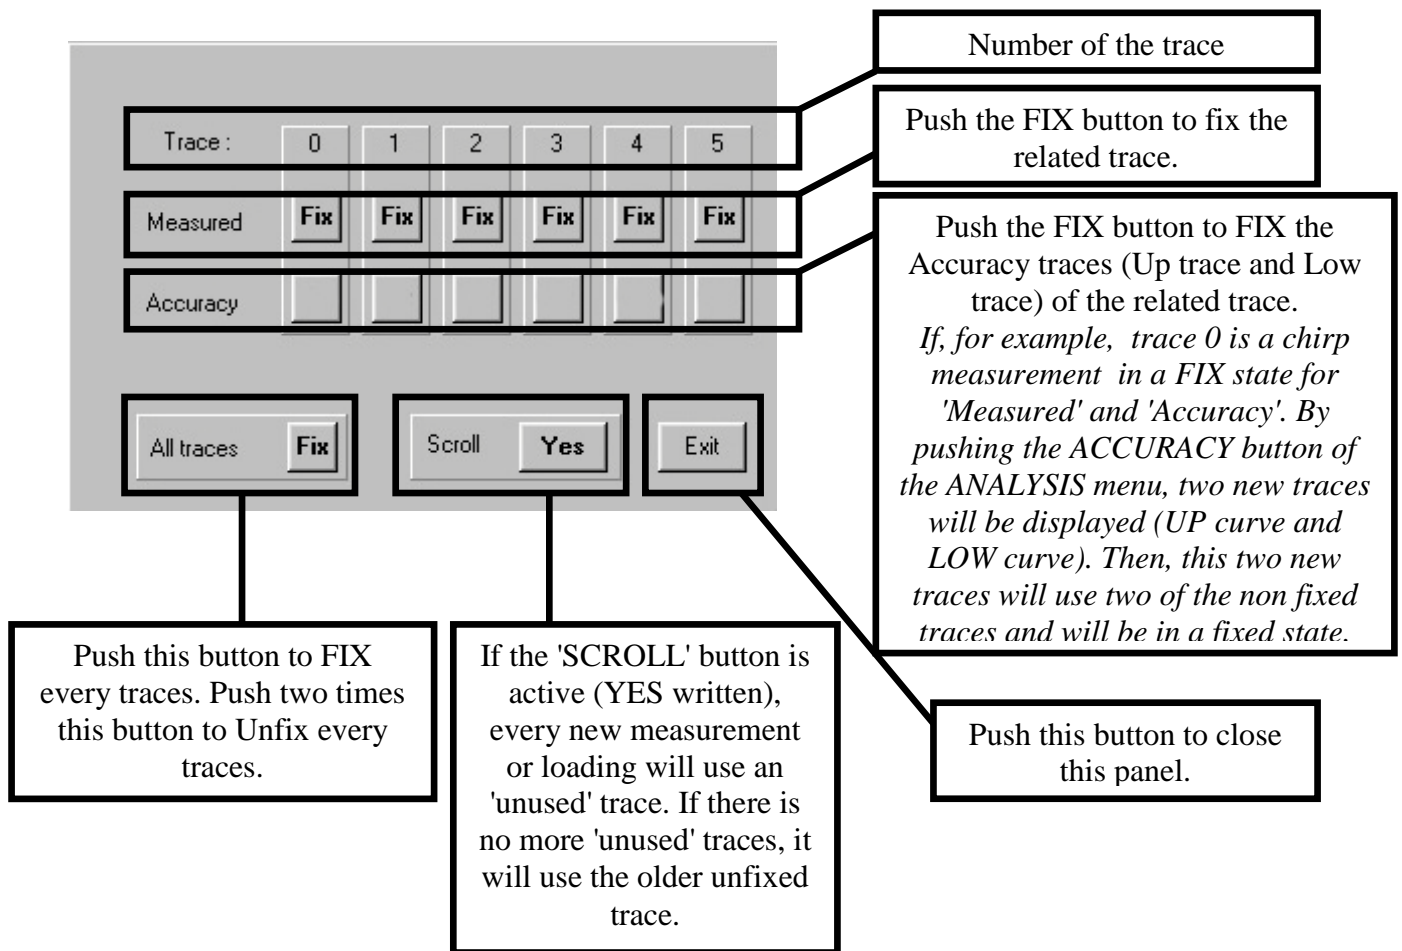 Number of the trace
Trace :
0 1 2 3 4 5
Push the FIX button to fix the
related trace.
Measured
Fix Fix Fix Fix Fix Fix
Accuracy
Push the FIX button to FIX the
Accuracy traces (Up trace and Low
trace) of the related trace.
If, for example, trace 0 is a chirp
measurement in a FIX state for
'Measured' and 'Accuracy'. By
pushing the ACCURACY button of
the ANALYSIS menu, two new traces
will be displayed (UP curve and
LOW curve). Then, this two new
traces will use two of the non fixed
traces and will be in a fixed state.
All traces Fix
Scroll Yes
Exit
Push this button to FIX
every traces. Push two times
this button to Unfix every
traces.
If the 'SCROLL' button is
active (YES written),
every new measurement
or loading will use an
'unused' trace. If there is
no more 'unused' traces, it
will use the older unfixed
trace.
Push this button to close
this panel.